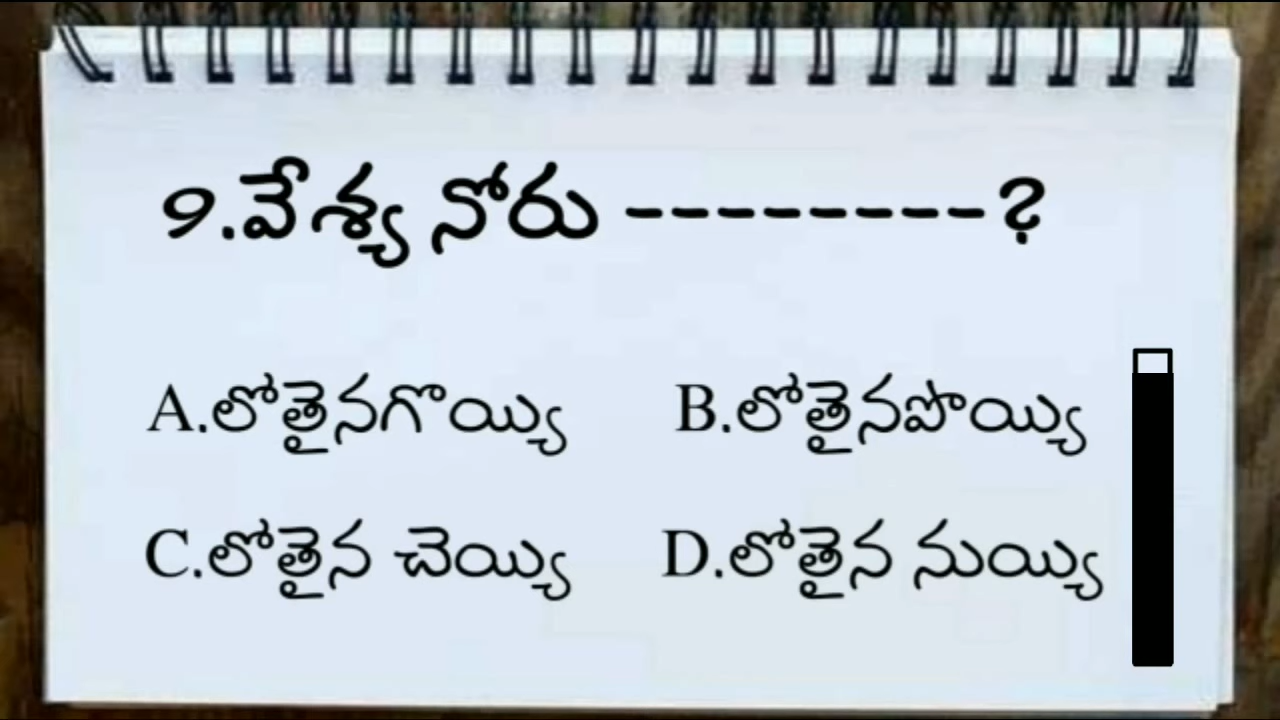 9.వేశ్య నోరు ---------?
A.లోతైనగొయ్యి B.లోతైనపొయ్యి
C.లోతైన చెయ్యి D.లోతైన నుయ్యి